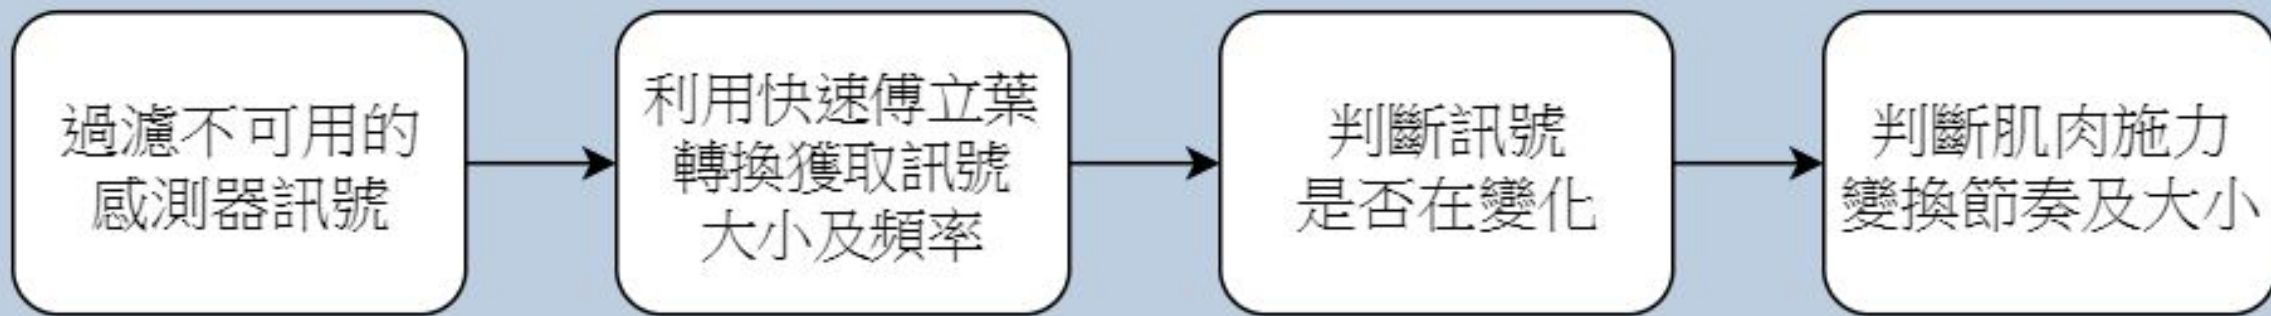 過濾不可用的
感測器訊號
利用快速傅立葉
轉換獲取訊號
大小及頻率
判斷訊號
是否在變化
判斷肌肉施力
變換節奏及大小